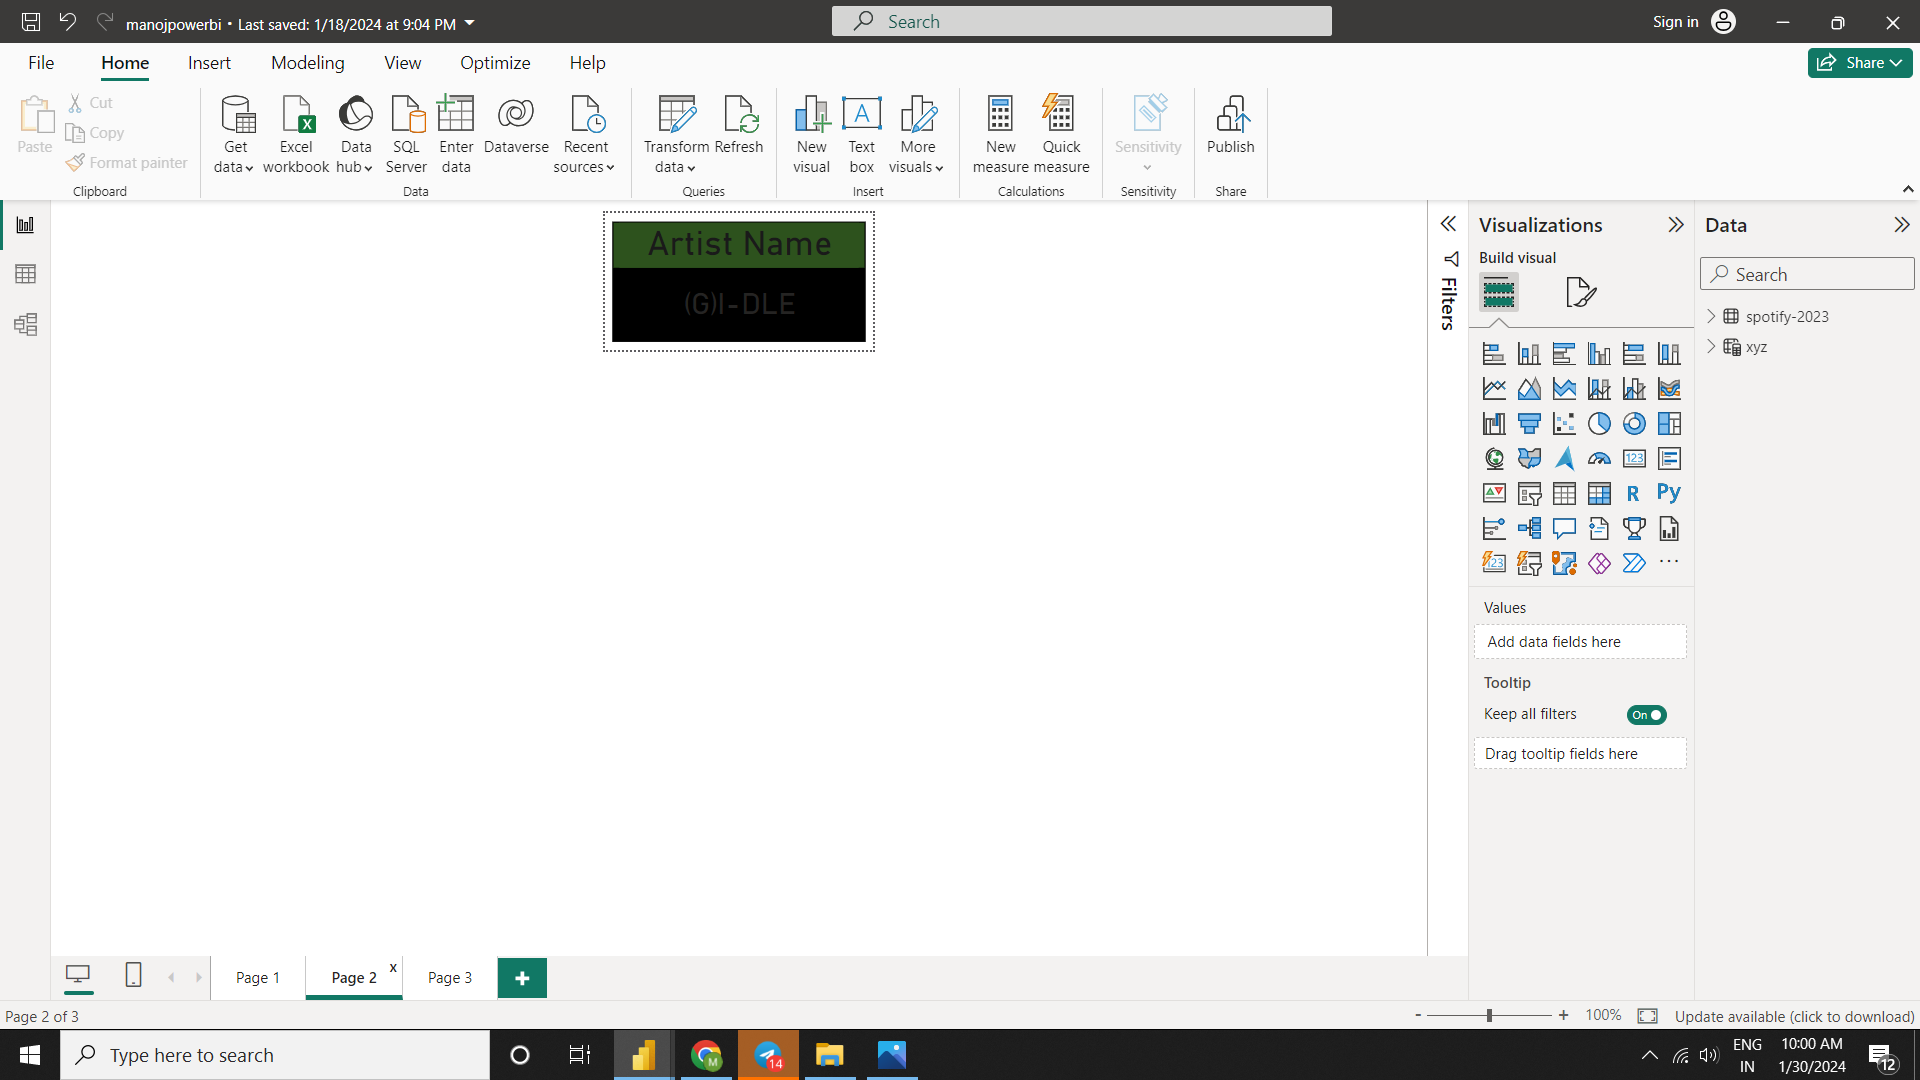 manojpowerbi • Last saved: 1/18/2024 at 9:04 PM
Search
Sign in
File
Home
Insert
Modeling
View
Optimize
Help
Share
Paste
Cut
Copy
Format painter
Clipboard
Get data
Excel workbook
Data hub
SQL Server
Enter data
Dataverse
Recent sources
Data
Transform data
Refresh
Queries
New visual
Text box
More visuals
Insert
New measure
Quick measure
Calculations
Sensitivity
Sensitivity
Publish
Share
Artist Name
(G)I-DLE
Filters
Visualizations
Build visual
123
R
Py
123
Values
Add data fields here
Tooltip
Keep all filters
On
Drag tooltip fields here
Data
Search
spotify-2023
xyz
Page 1
Page 2
x
Page 3
+
Page 2 of 3
- + 100%
Update available (click to download)
Type here to search
M
14
ENG
IN
10:00 AM
1/30/2024
12